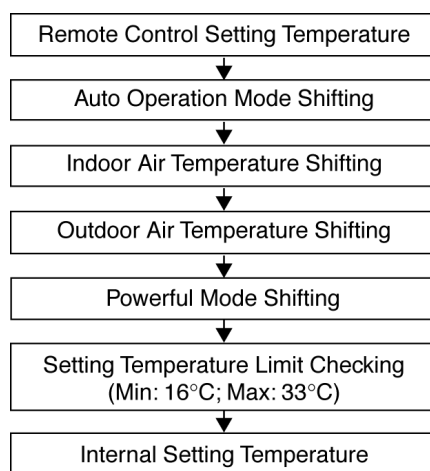 Remote Control Setting Temperature
Auto Operation Mode Shifting
Indoor Air Temperature Shifting
Outdoor Air Temperature Shifting
Powerful Mode Shifting
Setting Temperature Limit Checking
(Min: 16°C; Max: 33°C)
Internal Setting Temperature